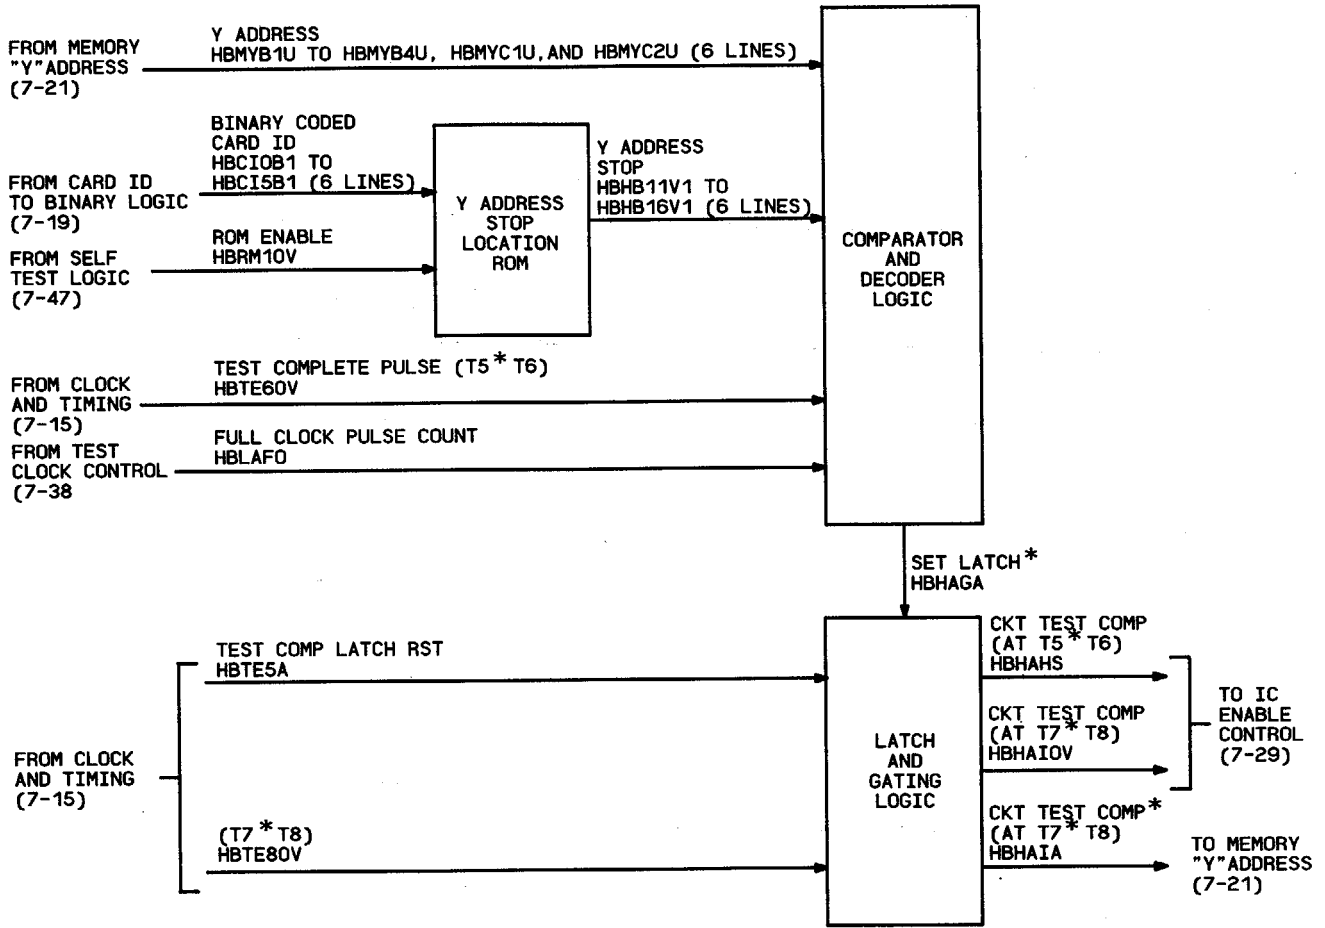 FROM MEMORY
"Y"ADDRESS
(7-21)
Y ADDRESS
HBMYB1U TO HBMYB4U, HBMYC1U,AND HBMYC2U (6 LINES)
BINARY CODED
CARD ID
HBCI0B1 TO
HBCI5B1 (6 LINES)
FROM CARD ID
TO BINARY LOGIC
(7-19)
ROM ENABLE
HBRM10V
FROM SELF
TEST LOGIC
(7-47)
Y ADDRESS
STOP
LOCATION
ROM
Y ADDRESS
STOP
HBHB11V1 TO
HBHB16V1 (6 LINES)
COMPARATOR
AND
DECODER
LOGIC
TEST COMPLETE PULSE (T5* T6)
HBTE60V
FROM CLOCK
AND TIMING
(7-15)
FULL CLOCK PULSE COUNT
HBLAFO
FROM TEST
CLOCK CONTROL
(7-38
SET LATCH*
HBHAGA
TEST COMP LATCH RST
HBTE5A
FROM CLOCK
AND TIMING
(7-15)
(T7* T8)
HBTE80V
LATCH
AND
GATING
LOGIC
CKT TEST COMP
(AT T5* T6)
HBHAHS
CKT TEST COMP
(AT T7* T8)
HBHAIOV
TO IC
ENABLE
CONTROL
(7-29)
CKT TEST COMP*
(AT T7* T8)
HBHAIA
TO MEMORY
"Y"ADDRESS
(7-21)